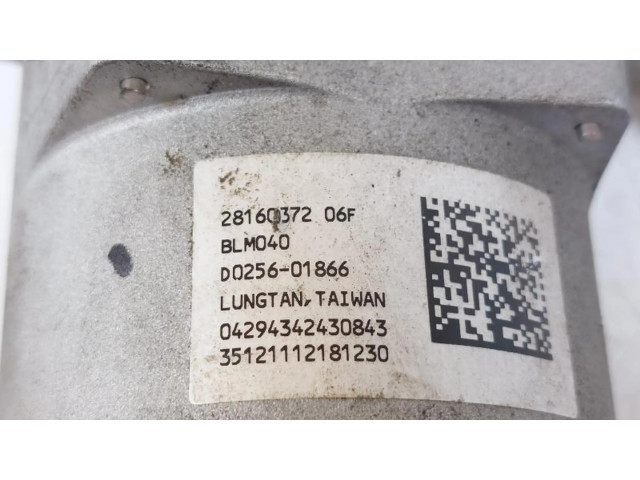 28160372 06F
BLM040
D0256-01866
LUNGTAN, TAIWAN
04294342430843
35121112181230